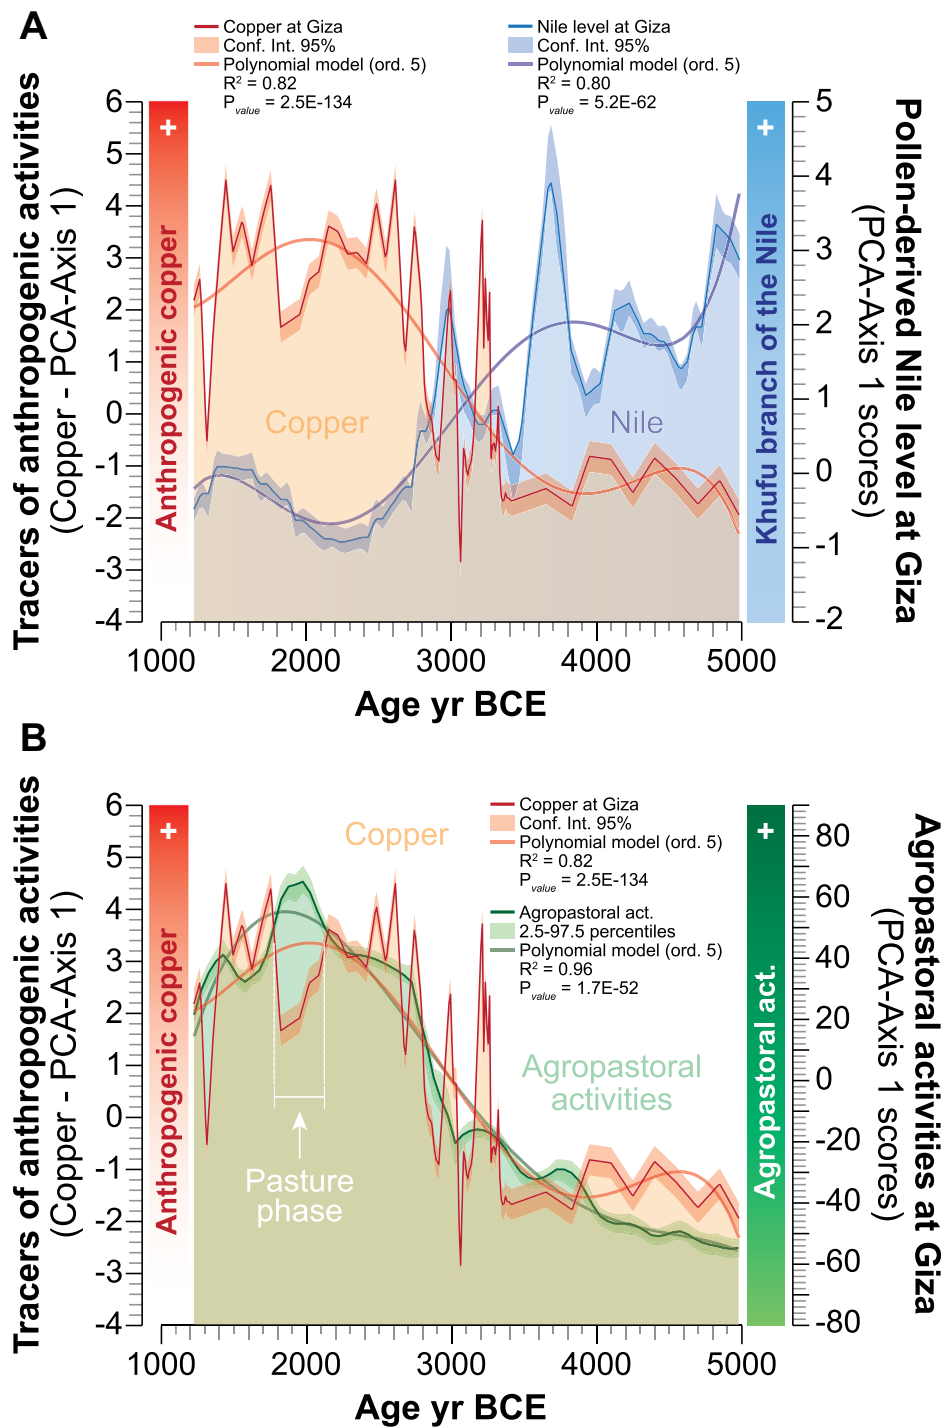 A
Copper at Giza
Conf. Int. 95%
Polynomial model (ord. 5)
R² = 0.82
P value = 2.5E-134
Nile level at Giza
Conf. Int. 95%
Polynomial model (ord. 5)
R² = 0.80
P value = 5.2E-62
Tracers of anthropogenic activities
(Copper - PCA-Axis 1)
6
5
4
3
2
1
0
-1
-2
-3
-4
+
Anthropogenic copper
Copper
Nile
+
Khufu branch of the Nile
5
4
3
2
1
0
-1
-2
Pollen-derived Nile level at Giza
(PCA-Axis 1 scores)
1000
2000
3000
4000
5000
Age yr BCE
B
Tracers of anthropogenic activities
(Copper - PCA-Axis 1)
6
5
4
3
2
1
0
-1
-2
-3
-4
+
Anthropogenic copper
Copper
Copper at Giza
Conf. Int. 95%
Polynomial model (ord. 5)
R² = 0.82
P value = 2.5E-134
Agropastoral act.
2.5-97.5 percentiles
Polynomial model (ord. 5)
R² = 0.96
P value = 1.7E-52
Agropastoral
activities
Pasture
phase
+
Agropastoral act.
80
60
40
20
0
-20
-40
-60
-80
Agropastoral activities at Giza
(PCA-Axis 1 scores)
1000
2000
3000
4000
5000
Age yr BCE